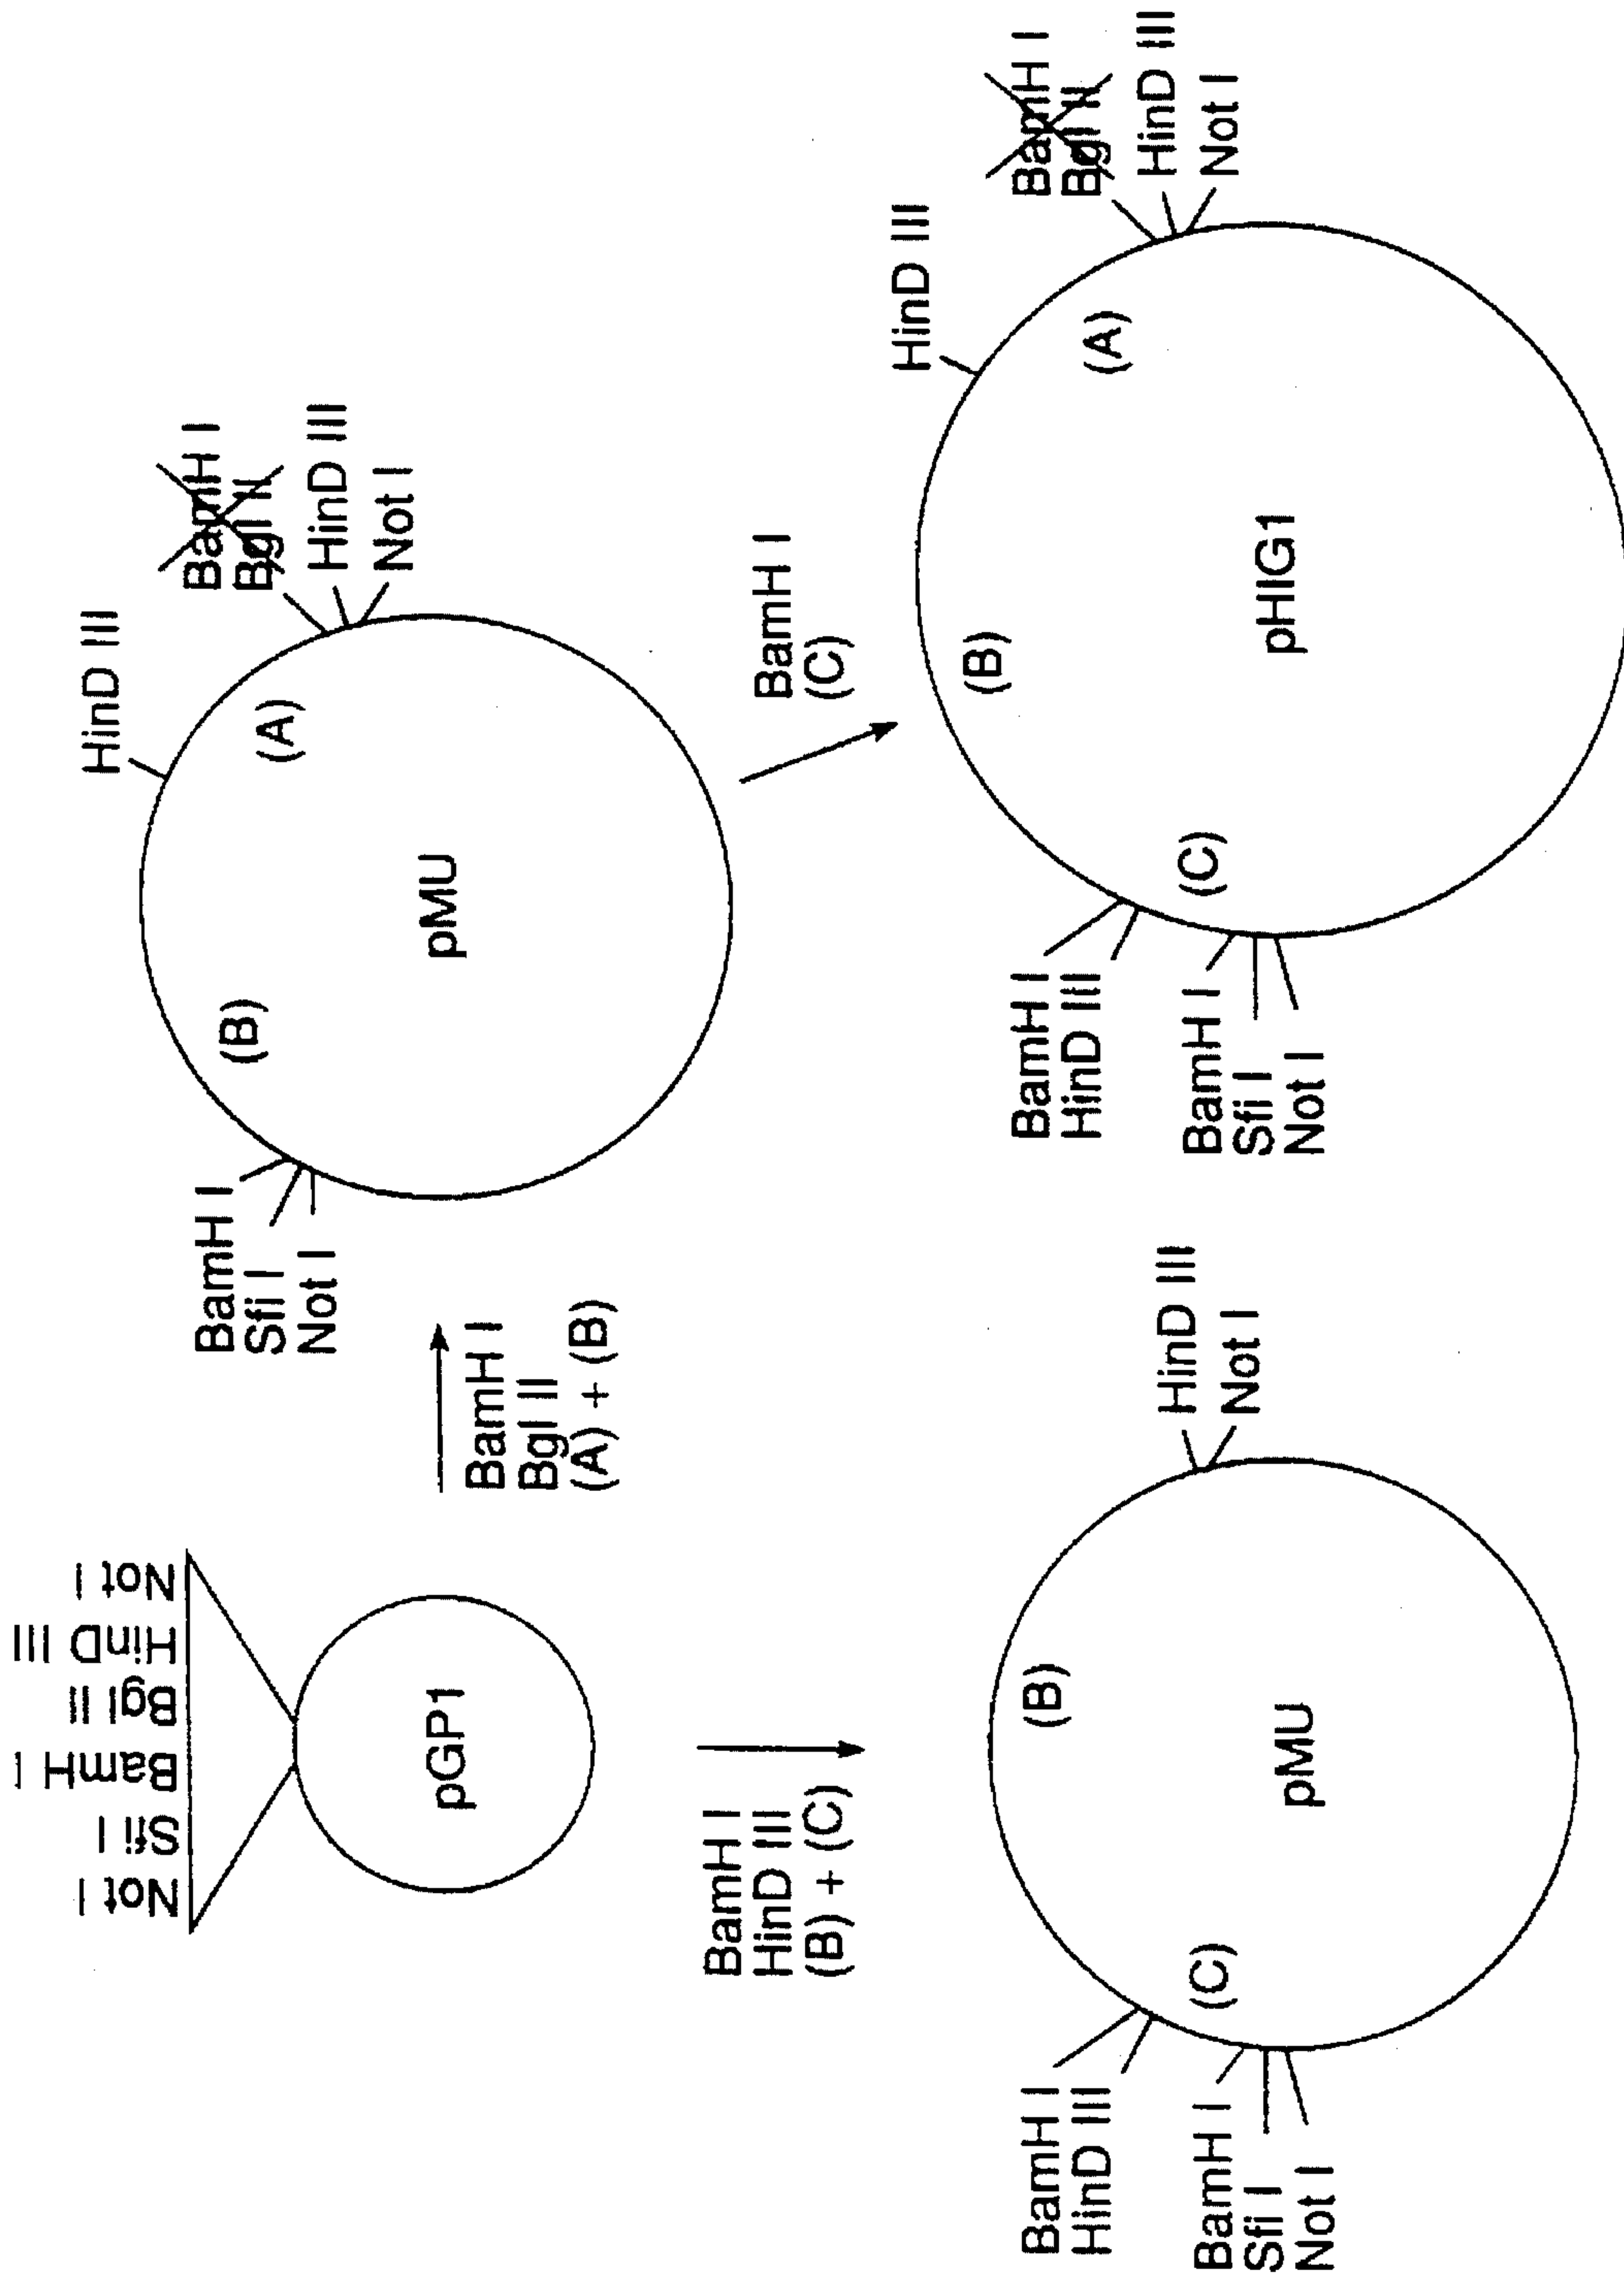 Not I
Sfi I
BamH I
Bgl II
HinD III
Not I
pGP1
BamH I
Bgl II
(A) + (B)
BamH I
Sfi I
Not I
(B)
HinD III
(A)
BamH I
Bgl II
HinD III
Not I
pMU
BamH I
HinD III
(B) + (C)
BamH I
(C)
BamH I
HinD III
BamH I
Sfi I
Not I
(C)
(B)
HinD III
Not I
pMU
BamH I
HinD III
BamH I
Sfi I
Not I
(C)
(B)
HinD III
(A)
BamH I
Bgl II
HinD III
Not I
pHIG1